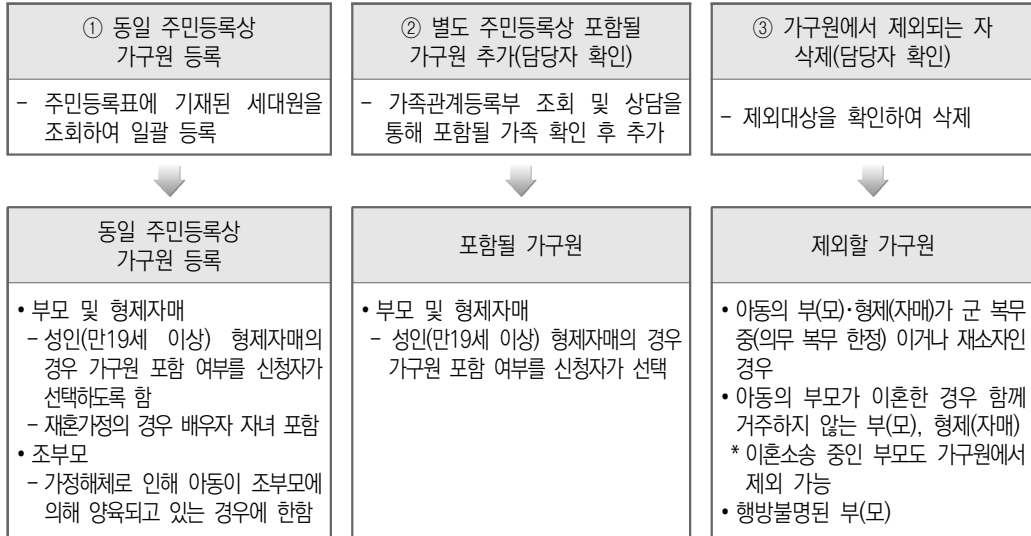 ① 동일 주민등록상
가구원 등록
- 주민등록표에 기재된 세대원을
조회하여 일괄 등록
② 별도 주민등록상 포함될
가구원 추가(담당자 확인)
- 가족관계등록부 조회 및 상담을
통해 포함될 가족 확인 후 추가
③ 가구원에서 제외되는 자
삭제(담당자 확인)
- 제외대상을 확인하여 삭제
동일 주민등록상
가구원 등록
• 부모 및 형제자매
- 성인(만19세 이상) 형제자매의
경우 가구원 포함 여부를 신청자가
선택하도록 함
- 재혼가정의 경우 배우자 자녀 포함
• 조부모
- 가정해체로 인해 아동이 조부모에
의해 양육되고 있는 경우에 한함
포함될 가구원
• 부모 및 형제자매
- 성인(만19세 이상) 형제자매의 경우
가구원 포함 여부를 신청자가 선택
제외할 가구원
• 아동의 부(모)·형제(자매)가 군 복무
중(의무 복무 한정) 이거나 재소자인
경우
• 아동의 부모가 이혼한 경우 함께
거주하지 않는 부(모), 형제(자매)
* 이혼소송 중인 부모도 가구원에서
제외 가능
• 행방불명된 부(모)